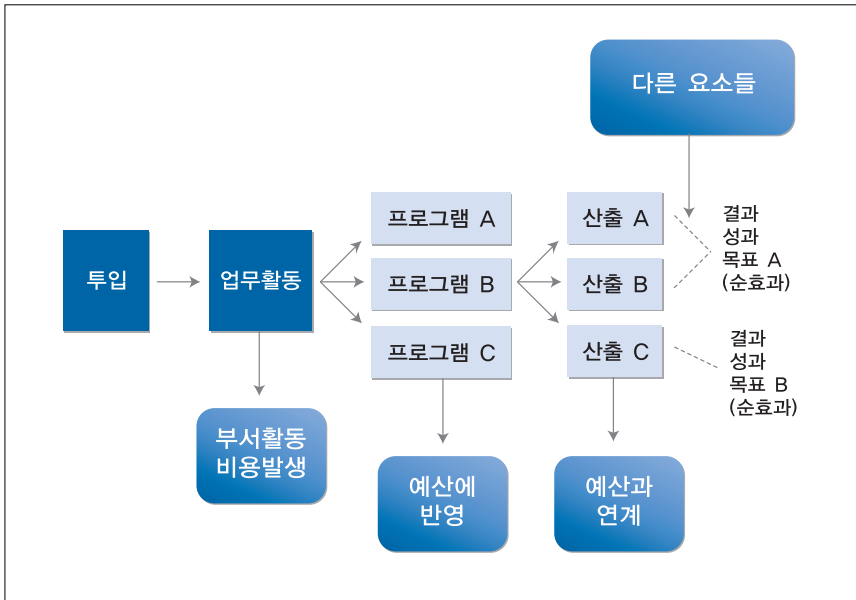 다른 요소들
투입
업무활동
프로그램 A
프로그램 B
프로그램 C
산출 A
산출 B
산출 C
결과
성과
목표 A
(순효과)
결과
성과
목표 B
(순효과)
부서활동
비용발생
예산에
반영
예산과
연계